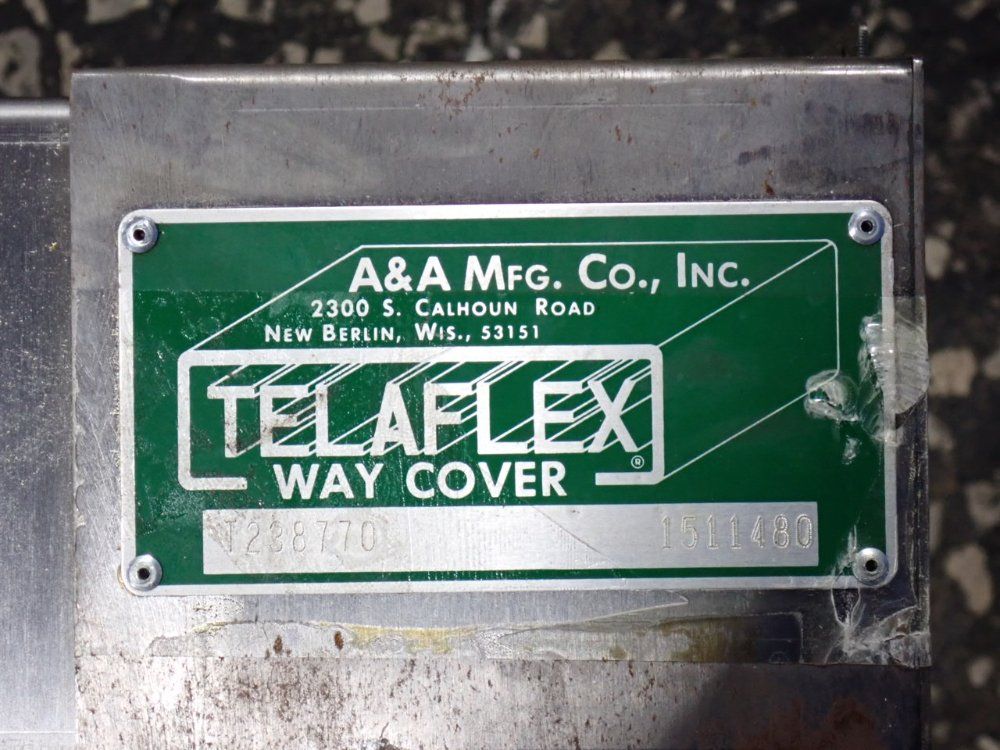 A&A MFG. CO., INC.
2300 S. CALHOUN ROAD
NEW BERLIN, WIS., 53151
TELAFLEX
WAY COVER ®
T238770 1511480